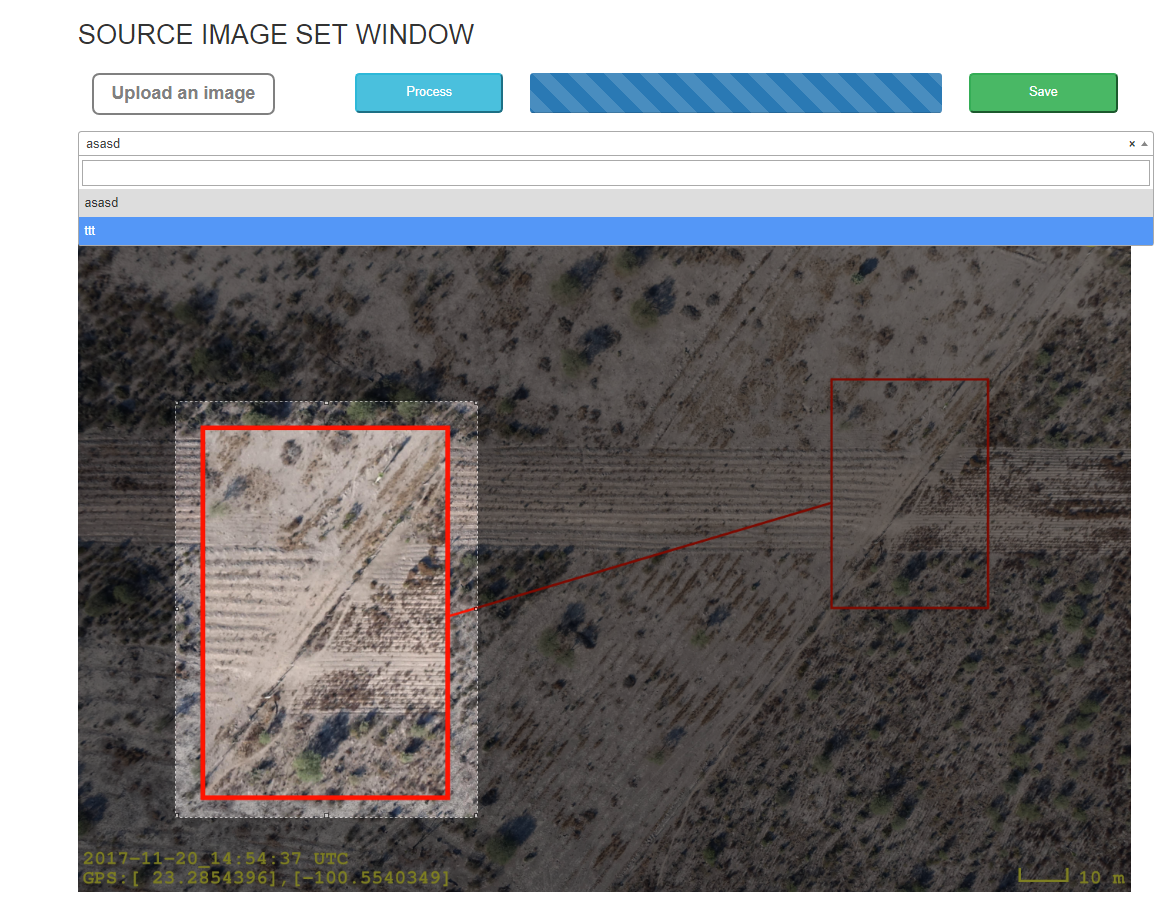 SOURCE IMAGE SET WINDOW
Upload an image
Process
Save
asasd
×
asasd
ttt
2017-11-20_14:54:37 UTC
GPS:[ 23.2854396],[-100.5540349]
10 m